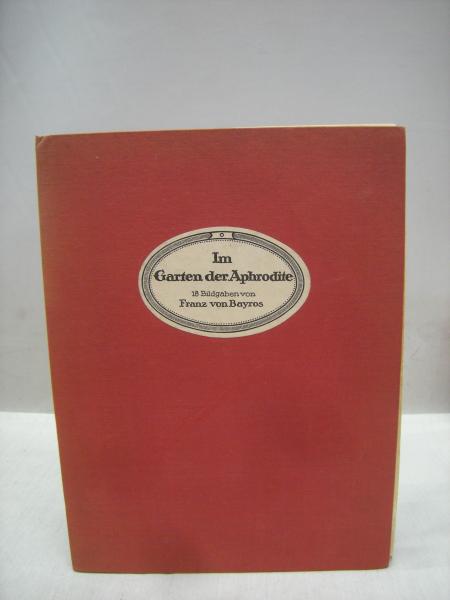 Im
Garten der Aphrodite
18 Bildgaben von
Franz von Bayros